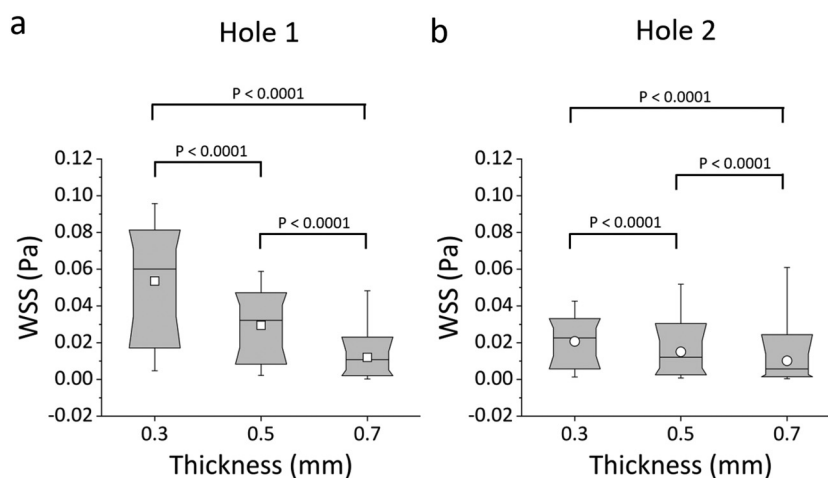 a
Hole 1
P < 0.0001
P < 0.0001
P < 0.0001
0.12
0.10
0.08
0.06
0.04
0.02
0.00
-0.02
WSS (Pa)
0.3 0.5 0.7
Thickness (mm)
b
Hole 2
P < 0.0001
P < 0.0001
P < 0.0001
0.12
0.10
0.08
0.06
0.04
0.02
0.00
-0.02
WSS (Pa)
0.3 0.5 0.7
Thickness (mm)